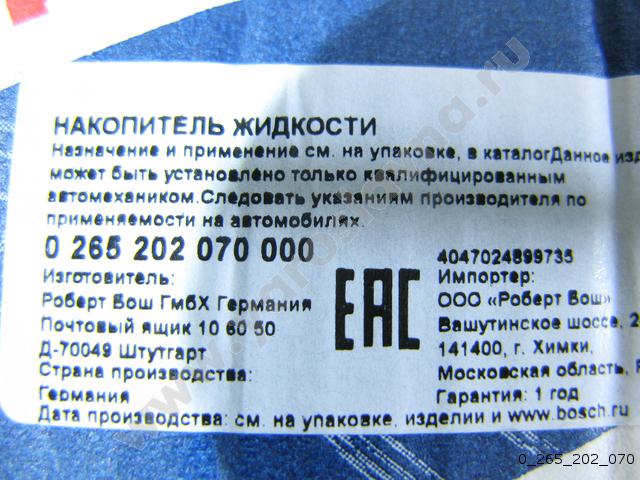 НАКОПИТЕЛЬ ЖИДКОСТИ
Назначение и применение см. на упаковке, в каталогДанное изд
может быть установлено только квалифицированным
автомехаником.Следовать указаниям производителя по
применяемости на автомобилях.
0 265 202 070 000
Изготовитель:
Роберт Бош ГмбХ Германия
Почтовый ящик 10 60 50
Д-70049 Штутгарт
Страна производства:
Германия
EAC
4047024899735
Импортер:
ООО «Роберт Бош»
Вашутинское шоссе, 2
141400, г. Химки,
Московская область, Р
Гарантия: 1 год
Дата производства: см. на упаковке, изделии и www.bosch.ru
0_265_202_070